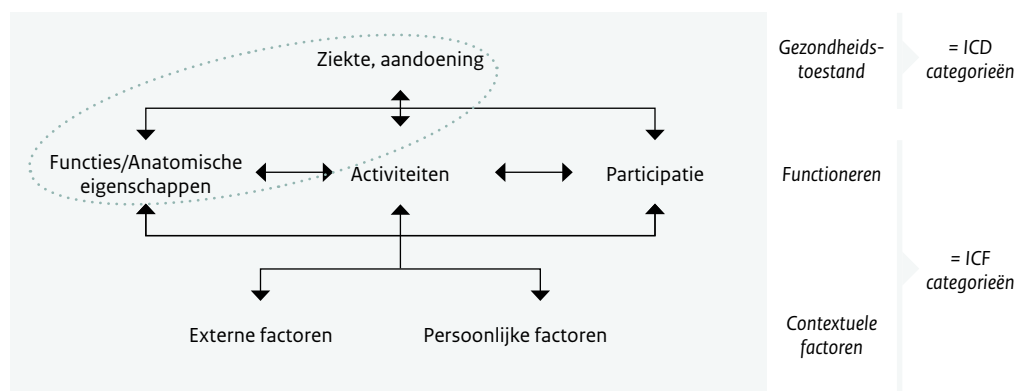 Ziekte, aandoening
Gezondheids-
toestand
= ICD
categorieën
Functies/Anatomische
eigenschappen
Activiteiten
Participatie
Functioneren
= ICF
categorieën
Externe factoren
Persoonlijke factoren
Contextuele
factoren